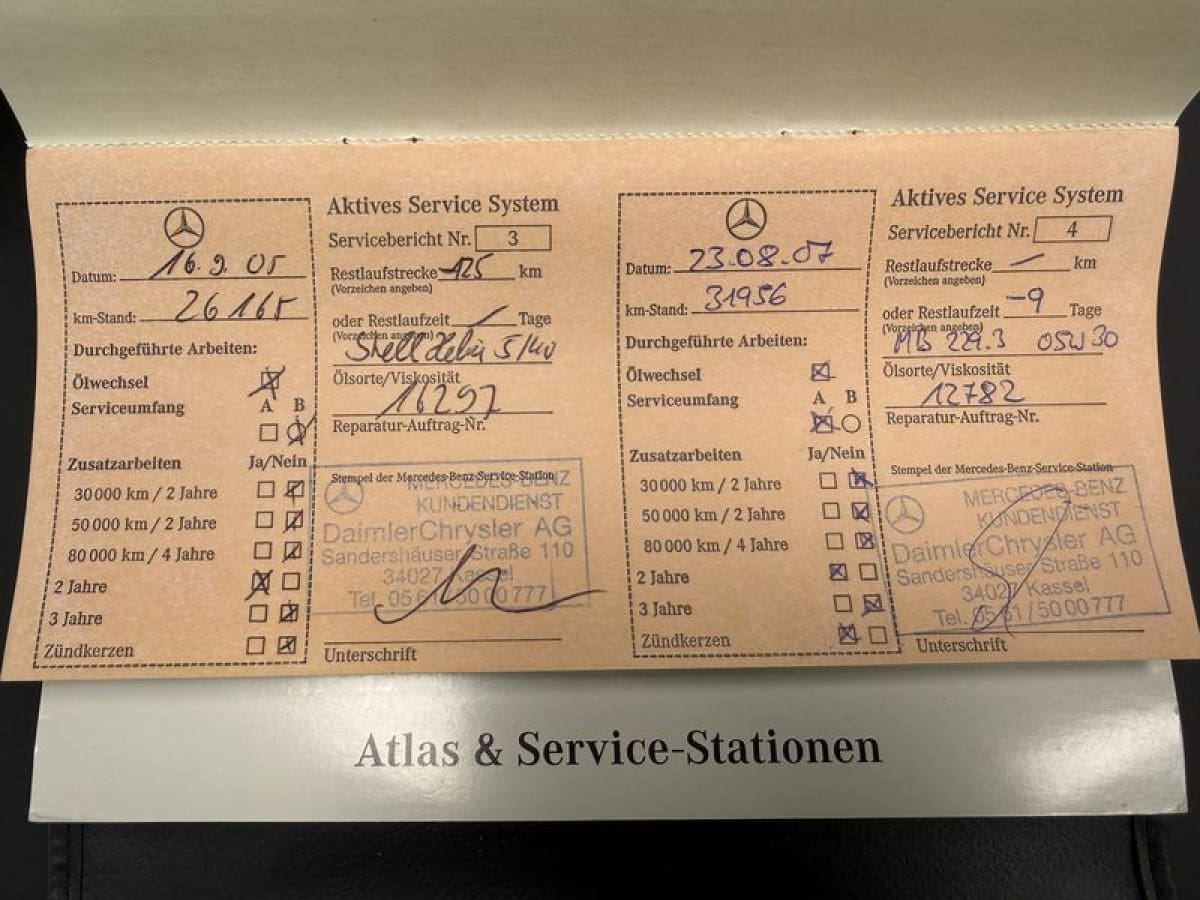 Aktives Service System
Servicebericht Nr. 3
Datum: 16.9.05
Restlaufstrecke -125 km
(Vorzeichen angeben)
km-Stand: 26165
oder Restlaufzeit / Tage
(Vorzeichen angeben)
Durchgeführte Arbeiten:
Shell Helix 5/40
Ölwechsel
Ölsorte/Viskosität
Serviceumfang A B
16297
Reparatur-Auftrag-Nr.
Zusatzarbeiten Ja/Nein
30 000 km / 2 Jahre
50 000 km / 2 Jahre
80 000 km / 4 Jahre
2 Jahre
3 Jahre
Zündkerzen
Stempel der Mercedes-Benz-Service-Station
MERCEDES-BENZ
KUNDENDIENST
DaimlerChrysler AG
Sandershäuser Straße 110
34027 Kassel
Tel. 05 61 / 50 00 777
Unterschrift
Aktives Service System
Servicebericht Nr. 4
Datum: 23.08.07
Restlaufstrecke — km
(Vorzeichen angeben)
km-Stand: 31956
oder Restlaufzeit -9 Tage
(Vorzeichen angeben)
Durchgeführte Arbeiten:
MB 229.3 05W30
Ölwechsel
Ölsorte/Viskosität
Serviceumfang A B
12782
Reparatur-Auftrag-Nr.
Zusatzarbeiten Ja/Nein
30 000 km / 2 Jahre
50 000 km / 2 Jahre
80 000 km / 4 Jahre
2 Jahre
3 Jahre
Zündkerzen
Stempel der Mercedes-Benz-Service-Station
MERCEDES-BENZ
KUNDENDIENST
DaimlerChrysler AG
Sandershäuser Straße 110
34027 Kassel
Tel. 05 61 / 50 00 777
Unterschrift
Atlas & Service-Stationen